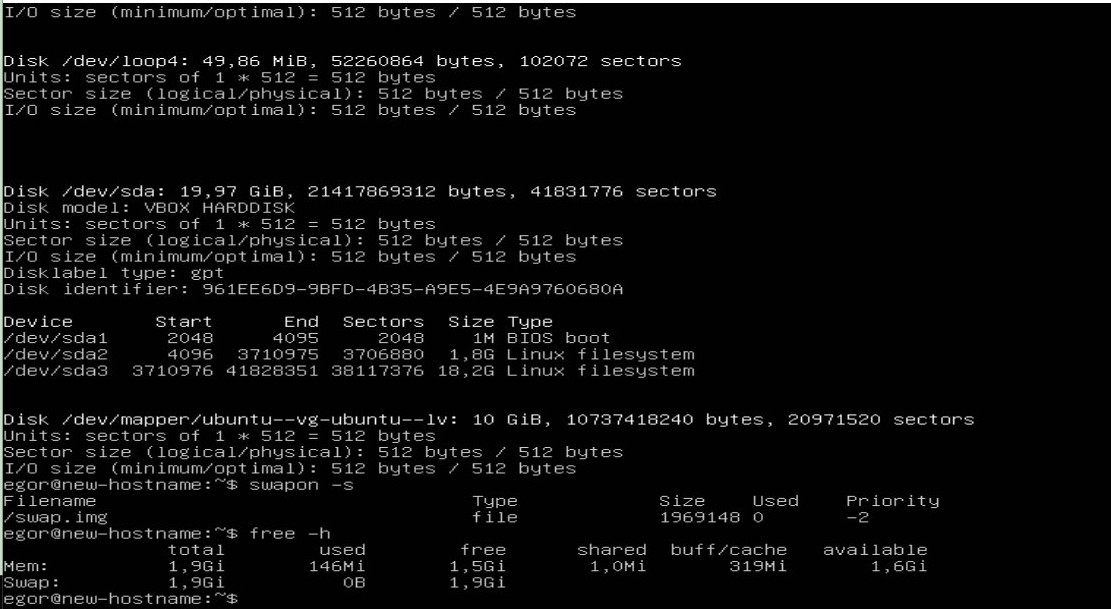 I/O size (minimum/optimal): 512 bytes / 512 bytes
Disk /dev/loop4: 49,86 MiB, 52260864 bytes, 102072 sectors
Units: sectors of 1 * 512 = 512 bytes
Sector size (logical/physical): 512 bytes / 512 bytes
I/O size (minimum/optimal): 512 bytes / 512 bytes
Disk /dev/sda: 19,97 GiB, 21417869312 bytes, 41831776 sectors
Disk model: VBOX HARDDISK
Units: sectors of 1 * 512 = 512 bytes
Sector size (logical/physical): 512 bytes / 512 bytes
I/O size (minimum/optimal): 512 bytes / 512 bytes
Disklabel type: gpt
Disk identifier: 961EE6D9-9BFD-4B35-A9E5-4E9A9760680A
Device Start End Sectors Size Type
/dev/sda1 2048 4095 2048 1M BIOS boot
/dev/sda2 4096 3710975 3706880 1,8G Linux filesystem
/dev/sda3 3710976 41828351 38117376 18,2G Linux filesystem
Disk /dev/mapper/ubuntu--vg-ubuntu--lv: 10 GiB, 10737418240 bytes, 20971520 sectors
Units: sectors of 1 * 512 = 512 bytes
Sector size (logical/physical): 512 bytes / 512 bytes
I/O size (minimum/optimal): 512 bytes / 512 bytes
egor@new-hostname:~$ swapon -s
Filename Type Size Used Priority
/swap.img file 1969148 0 -2
egor@new-hostname:~$ free -h
total used free shared buff/cache available
Mem: 1,9Gi 146Mi 1,5Gi 1,0Mi 319Mi 1,6Gi
Swap: 1,9Gi 0B 1,9Gi
egor@new-hostname:~$